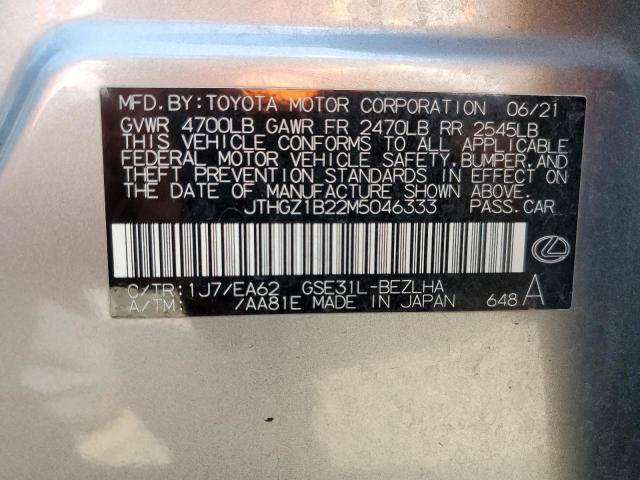 MFD. BY: TOYOTA MOTOR CORPORATION 06/21
GVWR 4700LB GAWR FR 2470LB RR 2545LB
THIS VEHICLE CONFORMS TO ALL APPLICABLE
FEDERAL MOTOR VEHICLE SAFETY, BUMPER, AND
THEFT PREVENTION STANDARDS IN EFFECT ON
THE DATE OF MANUFACTURE SHOWN ABOVE.
JTHGZ1B22M5046333 PASS. CAR
C/TR: 1J7/EA62 GSE31L-BEZLHA
A/TM: /AA81E MADE IN JAPAN 648 A